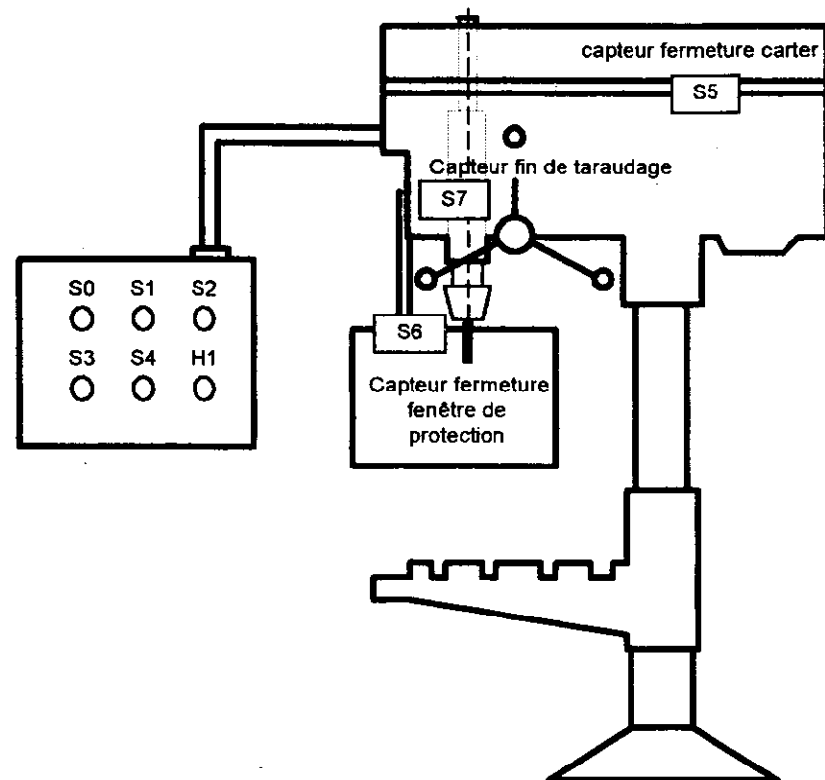 capteur fermeture carter
S5
Capteur fin de taraudage
S7
S0 S1 S2
S3 S4 H1
S6
Capteur fermeture
fenêtre de
protection